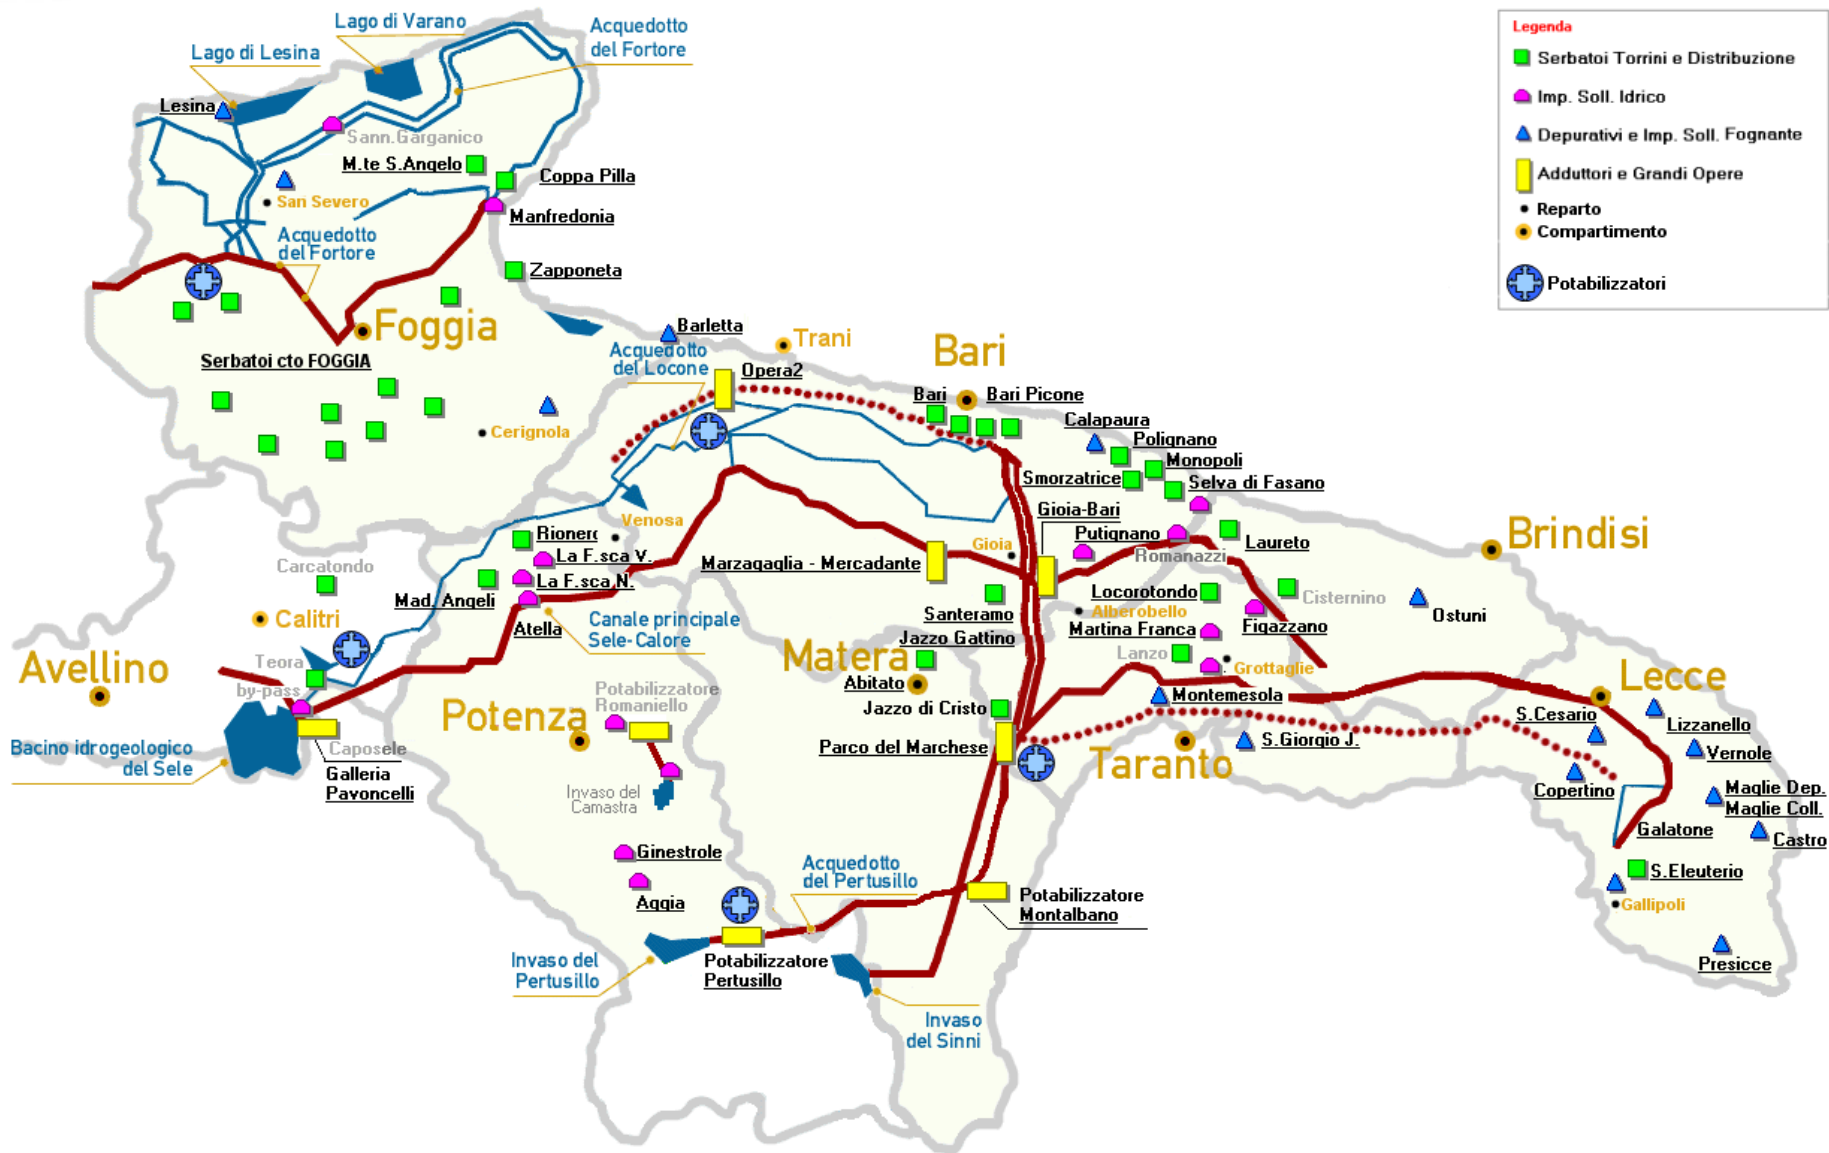 Lago di Varano
Acquedotto
del Fortore
Lago di Lesina
Lesina
Sann.Garganico
M.te S.Angelo
Coppa Pilla
San Severo
Manfredonia
Acquedotto
del Fortore
Zapponeta
Foggia
Serbatoi cto FOGGIA
Cerignola
Barletta
Trani
Acquedotto
del Locone
Opera2
Bari
Bari
Bari Picone
Calapaura
Polignano
Monopoli
Smorzatrice
Selva di Fasano
Gioia-Bari
Gioia
Putignano
Romanazzi
Laureto
Brindisi
Venosa
Rionero
La F.sca V.
La F.sca N.
Mad. Angeli
Atella
Carcatondo
Calitri
Canale principale
Sele-Calore
Marzagaglia - Mercadante
Santeramo
Jazzo Gattino
Alberobello
Locorotondo
Cisternino
Figazzano
Martina Franca
Lanzo
Grottaglie
Ostuni
Avellino
Teora
by-pass
Bacino idrogeologico
del Sele
Caposele
Galleria
Pavoncelli
Potenza
Potabilizzatore
Romaniello
Invaso del
Camastra
Matera
Abitato
Jazzo di Cristo
Parco del Marchese
Montemesola
Taranto
S.Giorgio J.
Lecce
S.Cesario
Lizzanello
Vernole
Copertino
Maglie Dep.
Maglie Coll.
Galatone
Castro
S.Eleuterio
Gallipoli
Presicce
Ginestrole
Aggia
Acquedotto
del Pertusillo
Potabilizzatore
Montalbano
Invaso del
Pertusillo
Potabilizzatore
Pertusillo
Invaso
del Sinni
Legenda
Serbatoi Torrini e Distribuzione
Imp. Soll. Idrico
Depurativi e Imp. Soll. Fognante
Adduttori e Grandi Opere
Reparto
Compartimento
Potabilizzatori